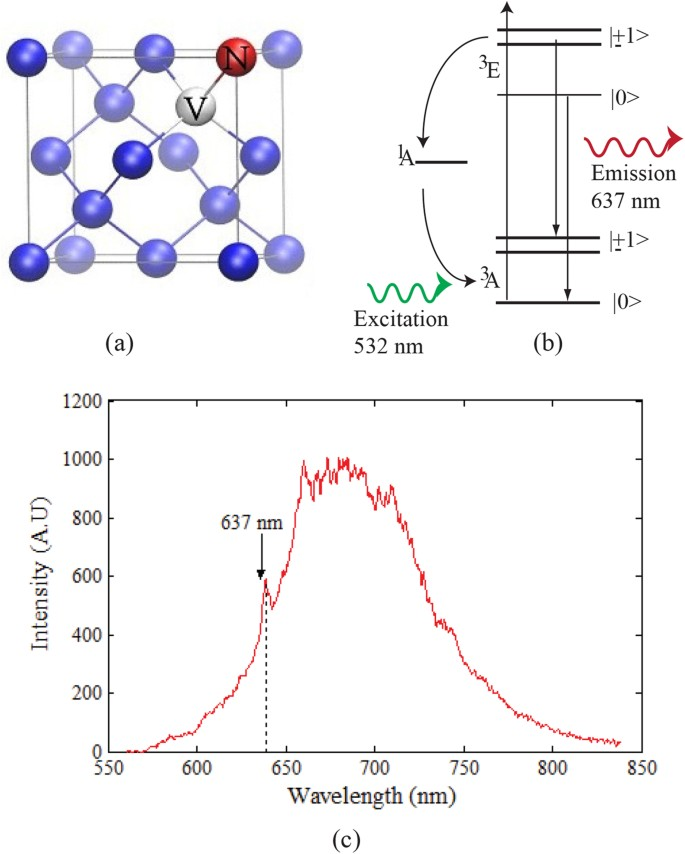 N
V
(a)
|±1>
³E
|0>
¹A
Emission
637 nm
|±1>
³A
|0>
Excitation
532 nm
(b)
1200
1000
800
600
400
200
0
637 nm
Intensity (A.U)
550
600
650
700
750
800
850
Wavelength (nm)
(c)